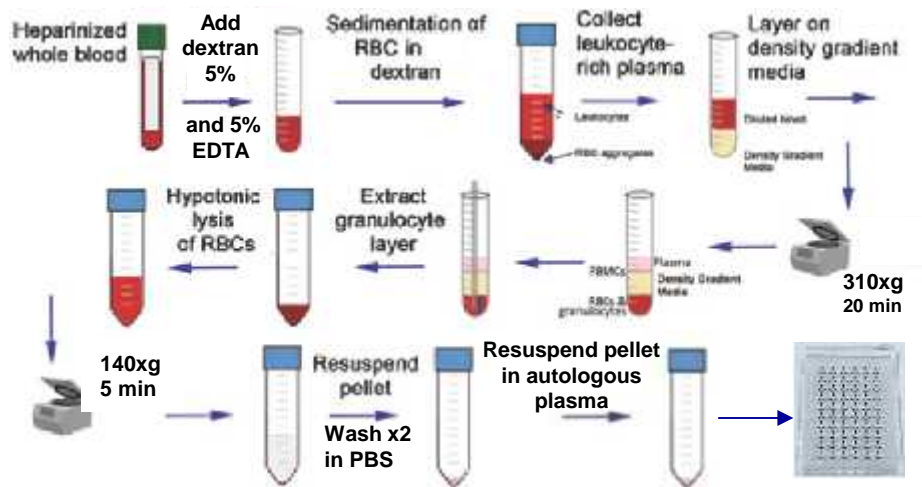 Heparinized
whole blood
Add
dextran
5%
and 5%
EDTA
Sedimentation of
RBC in
dextran
Collect
leukocyte-
rich plasma
Leukocytes
RBC aggregates
Layer on
density gradient
media
Diluted blood
Density Gradient
Media
310xg
20 min
Plasma
PBMCs
Density Gradient
Media
RBCs &
granulocytes
Extract
granulocyte
layer
Hypotonic
lysis
of RBCs
140xg
5 min
Resuspend
pellet
Wash x2
in PBS
Resuspend pellet
in autologous
plasma